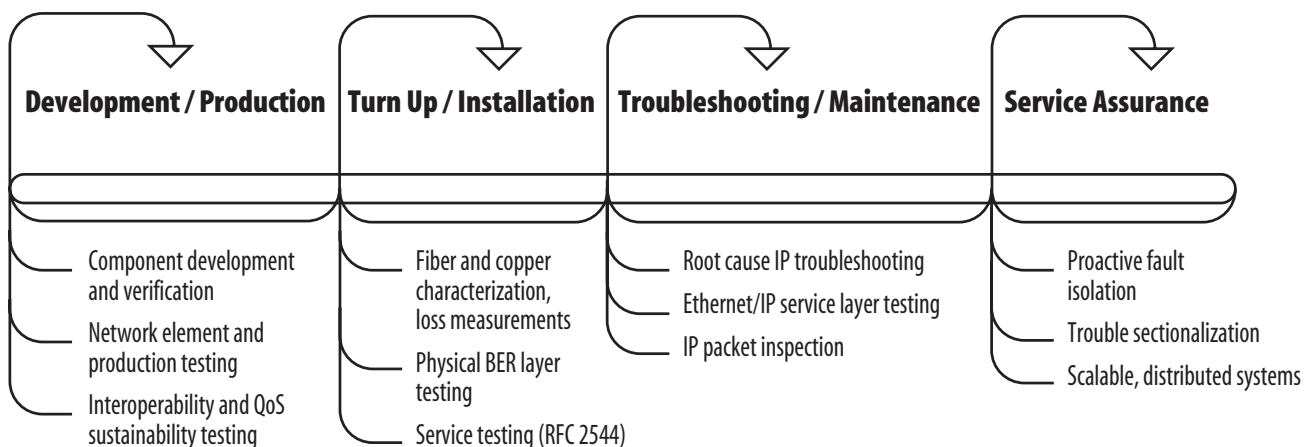 Development / Production
Turn Up / Installation
Troubleshooting / Maintenance
Service Assurance
Component development
and verification
Network element and
production testing
Interoperability and QoS
sustainability testing
Fiber and copper
characterization,
loss measurements
Physical BER layer
testing
Service testing (RFC 2544)
Root cause IP troubleshooting
Ethernet/IP service layer testing
IP packet inspection
Proactive fault
isolation
Trouble sectionalization
Scalable, distributed systems